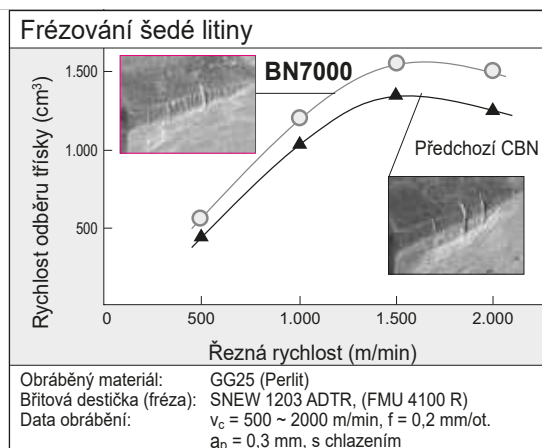 Frézování šedé litiny
Rychlost odběru třísky (cm³)
1.500
1.000
500
BN7000
Předchozí CBN
0
500
1.000
1.500
2.000
Řezná rychlost (m/min)
Obráběný materiál: GG25 (Perlit)
Břitová destička (fréza): SNEW 1203 ADTR, (FMU 4100 R)
Data obrábění: v꜀ = 500 ~ 2000 m/min, f = 0,2 mm/ot.
aₚ = 0,3 mm, s chlazením